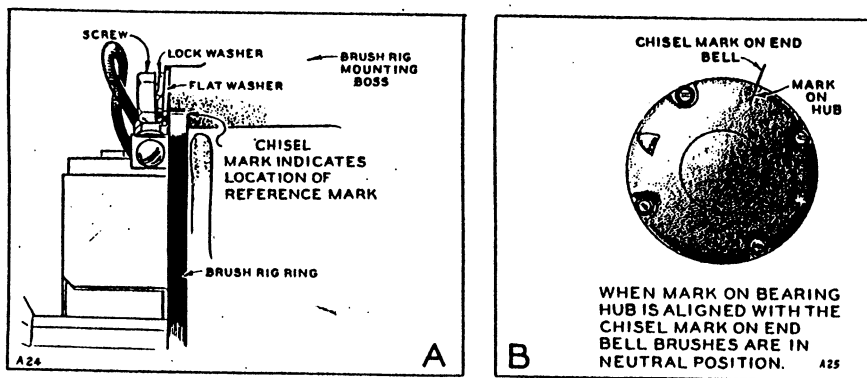 SCREW
LOCK WASHER
FLAT WASHER
BRUSH RIG
MOUNTING
BOSS
CHISEL
MARK INDICATES
LOCATION OF
REFERENCE MARK
BRUSH RIG RING
A24
A
CHISEL MARK ON END
BELL
MARK
ON
HUB
WHEN MARK ON BEARING
HUB IS ALIGNED WITH THE
CHISEL MARK ON END
BELL BRUSHES ARE IN
NEUTRAL POSITION.
A25
B